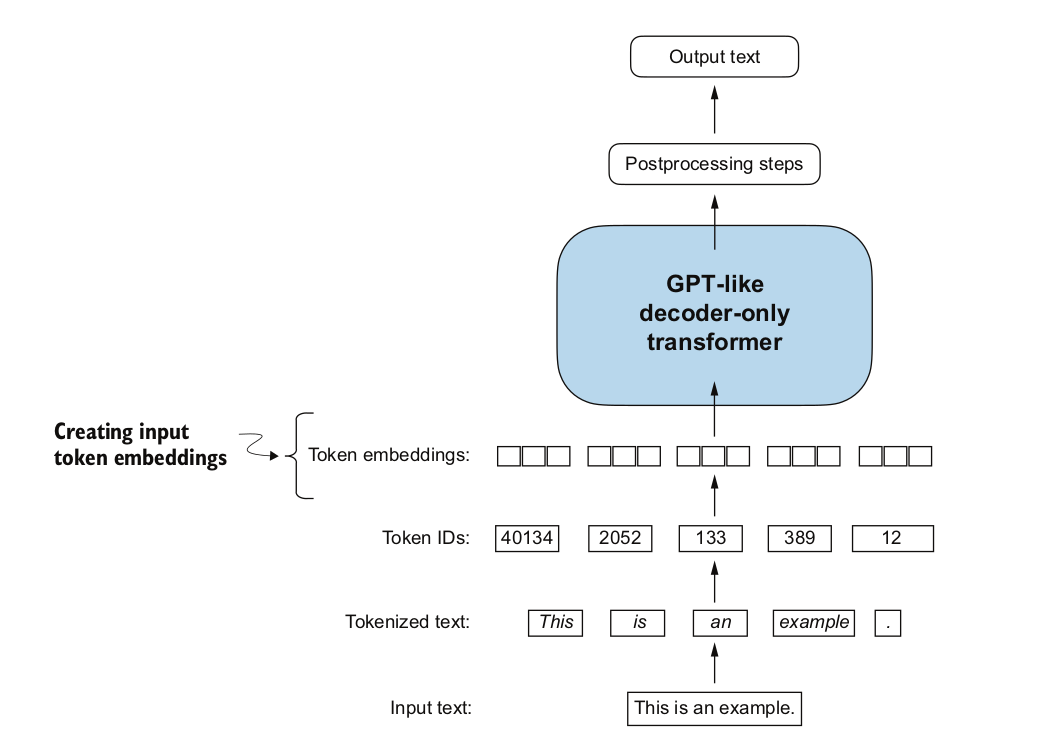 Output text
Postprocessing steps
GPT-like
decoder-only
transformer
Creating input
token embeddings
Token embeddings:
Token IDs: 40134 2052 133 389 12
Tokenized text: This is an example .
Input text: This is an example.